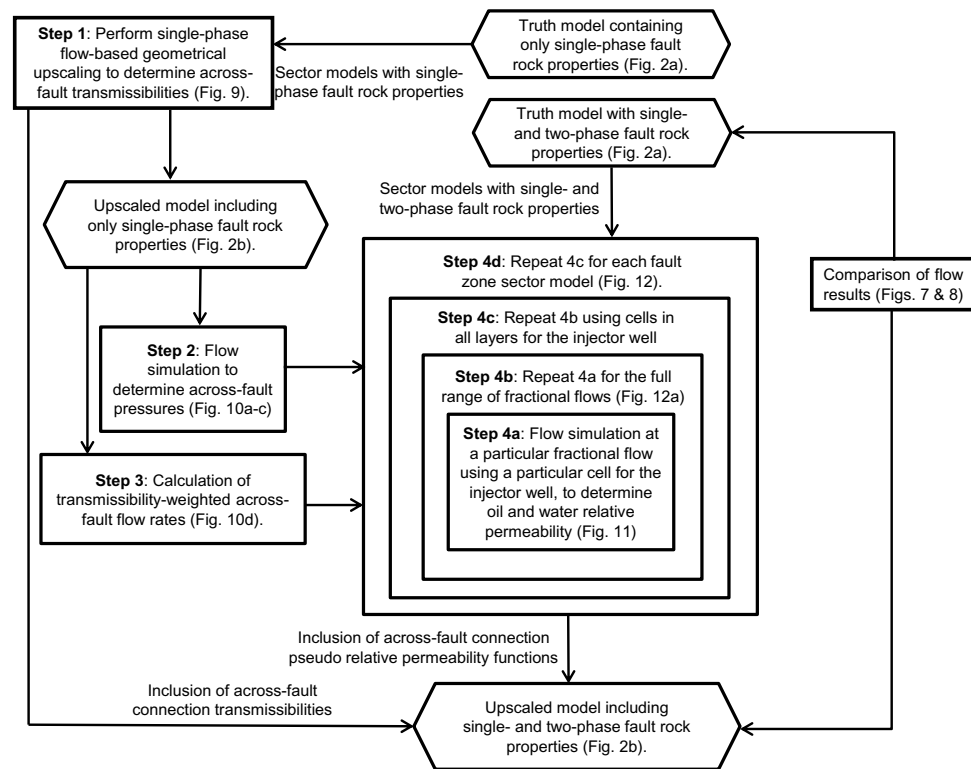 Step 1: Perform single-phase
flow-based geometrical
upscaling to determine across-
fault transmissibilities (Fig. 9).
Truth model containing
only single-phase fault
rock properties (Fig. 2a).
Sector models with single-
phase fault rock properties
Truth model with single-
and two-phase fault rock
properties (Fig. 2a).
Sector models with single- and
two-phase fault rock properties
Upscaled model including
only single-phase fault rock
properties (Fig. 2b).
Comparison of flow
results (Figs. 7 & 8)
Step 2: Flow
simulation to
determine across-fault
pressures (Fig. 10a-c)
Step 3: Calculation of
transmissibility-weighted across-
fault flow rates (Fig. 10d).
Step 4d: Repeat 4c for each fault
zone sector model (Fig. 12).
Step 4c: Repeat 4b using cells in
all layers for the injector well
Step 4b: Repeat 4a for the full
range of fractional flows (Fig. 12a)
Step 4a: Flow simulation at
a particular fractional flow
using a particular cell for the
injector well, to determine
oil and water relative
permeability (Fig. 11)
Inclusion of across-fault connection
pseudo relative permeability functions
Inclusion of across-fault
connection transmissibilities
Upscaled model including
single- and two-phase fault rock
properties (Fig. 2b).